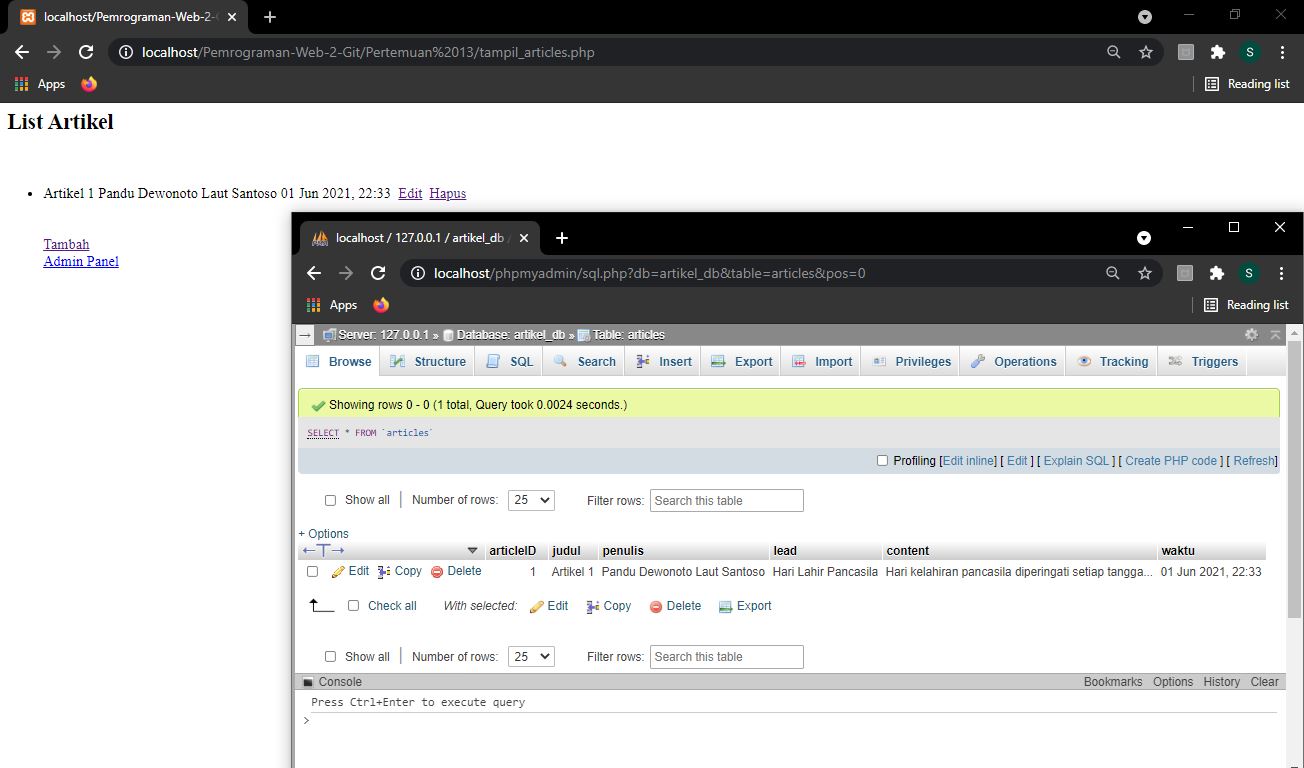 localhost/Pemrograman-Web-2-
localhost/Pemrograman-Web-2-Git/Pertemuan%2013/tampil_articles.php
S
Apps
Reading list
List Artikel
• Artikel 1 Pandu Dewonoto Laut Santoso 01 Jun 2021, 22:33 Edit Hapus
Tambah
Admin Panel
localhost / 127.0.0.1 / artikel_db /
localhost/phpmyadmin/sql.php?db=artikel_db&table=articles&pos=0
S
Apps
Reading list
Server: 127.0.0.1 » Database: artikel_db » Table: articles
Browse Structure SQL Search Insert Export Import Privileges Operations Tracking Triggers
Showing rows 0 - 0 (1 total, Query took 0.0024 seconds.)
SELECT * FROM `articles`
Profiling [Edit inline] [ Edit ] [ Explain SQL ] [ Create PHP code ] [ Refresh]
Show all | Number of rows: 25 Filter rows: Search this table
+ Options
←T→ articleID judul penulis lead content waktu
Edit Copy Delete 1 Artikel 1 Pandu Dewonoto Laut Santoso Hari Lahir Pancasila Hari kelahiran pancasila diperingati setiap tangga... 01 Jun 2021, 22:33
Check all With selected: Edit Copy Delete Export
Show all | Number of rows: 25 Filter rows: Search this table
Console Bookmarks Options History Clear
Press Ctrl+Enter to execute query
>